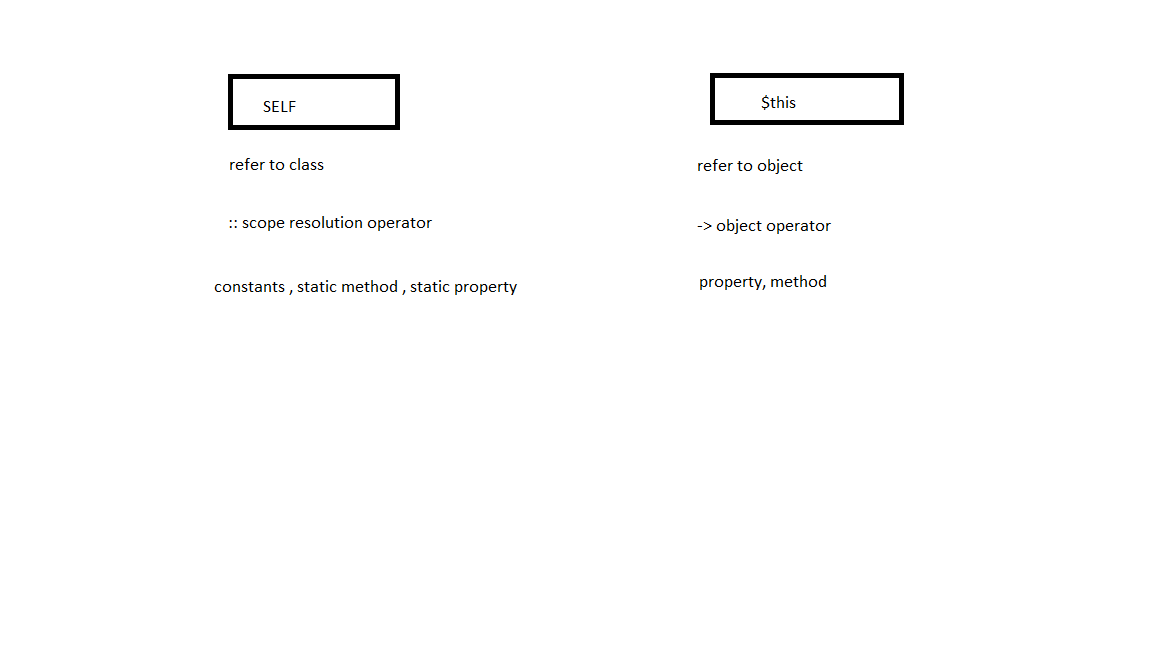 SELF
refer to class
:: scope resolution operator
constants , static method , static property
$this
refer to object
-> object operator
property, method